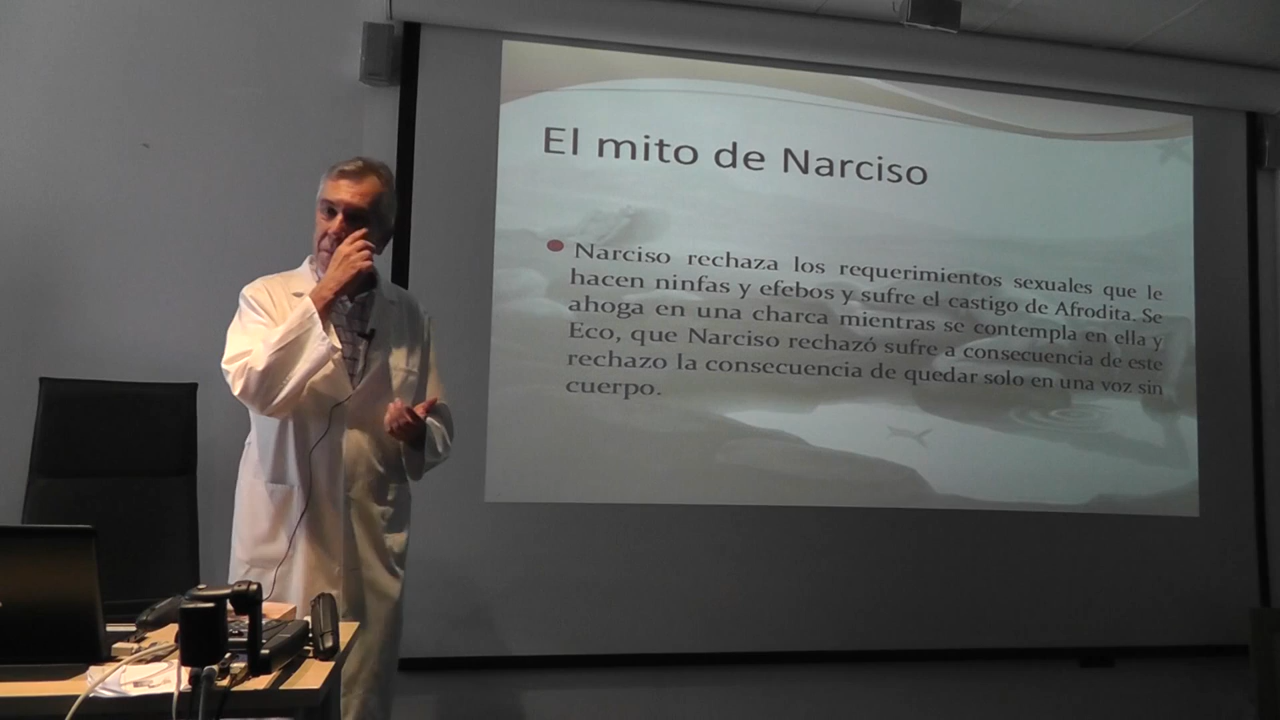 El mito de Narciso
Narciso rechaza los requerimientos sexuales que le
hacen ninfas y efebos y sufre el castigo de Afrodita. Se
ahoga en una charca mientras se contempla en ella y
Eco, que Narciso rechazó sufre a consecuencia de este
rechazo la consecuencia de quedar solo en una voz sin
cuerpo.